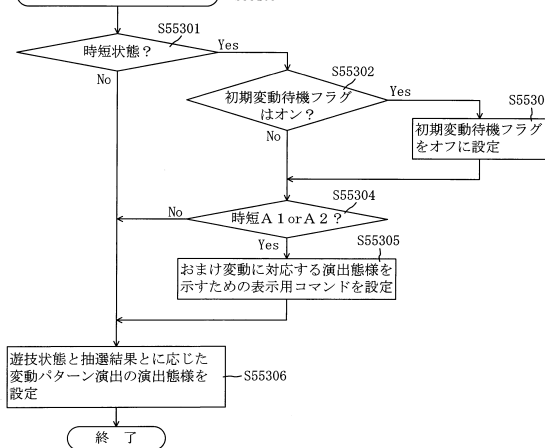 S55301
時短状態？
Yes
No
S55302
初期変動待機フラグ
はオン？
Yes
No
S5530
初期変動待機フラグ
をオフに設定
S55304
時短A1orA2？
No
Yes
S55305
おまけ変動に対応する演出態様を
示すための表示用コマンドを設定
遊技状態と抽選結果とに応じた
変動パターン演出の演出態様を
設定
S55306
終 了